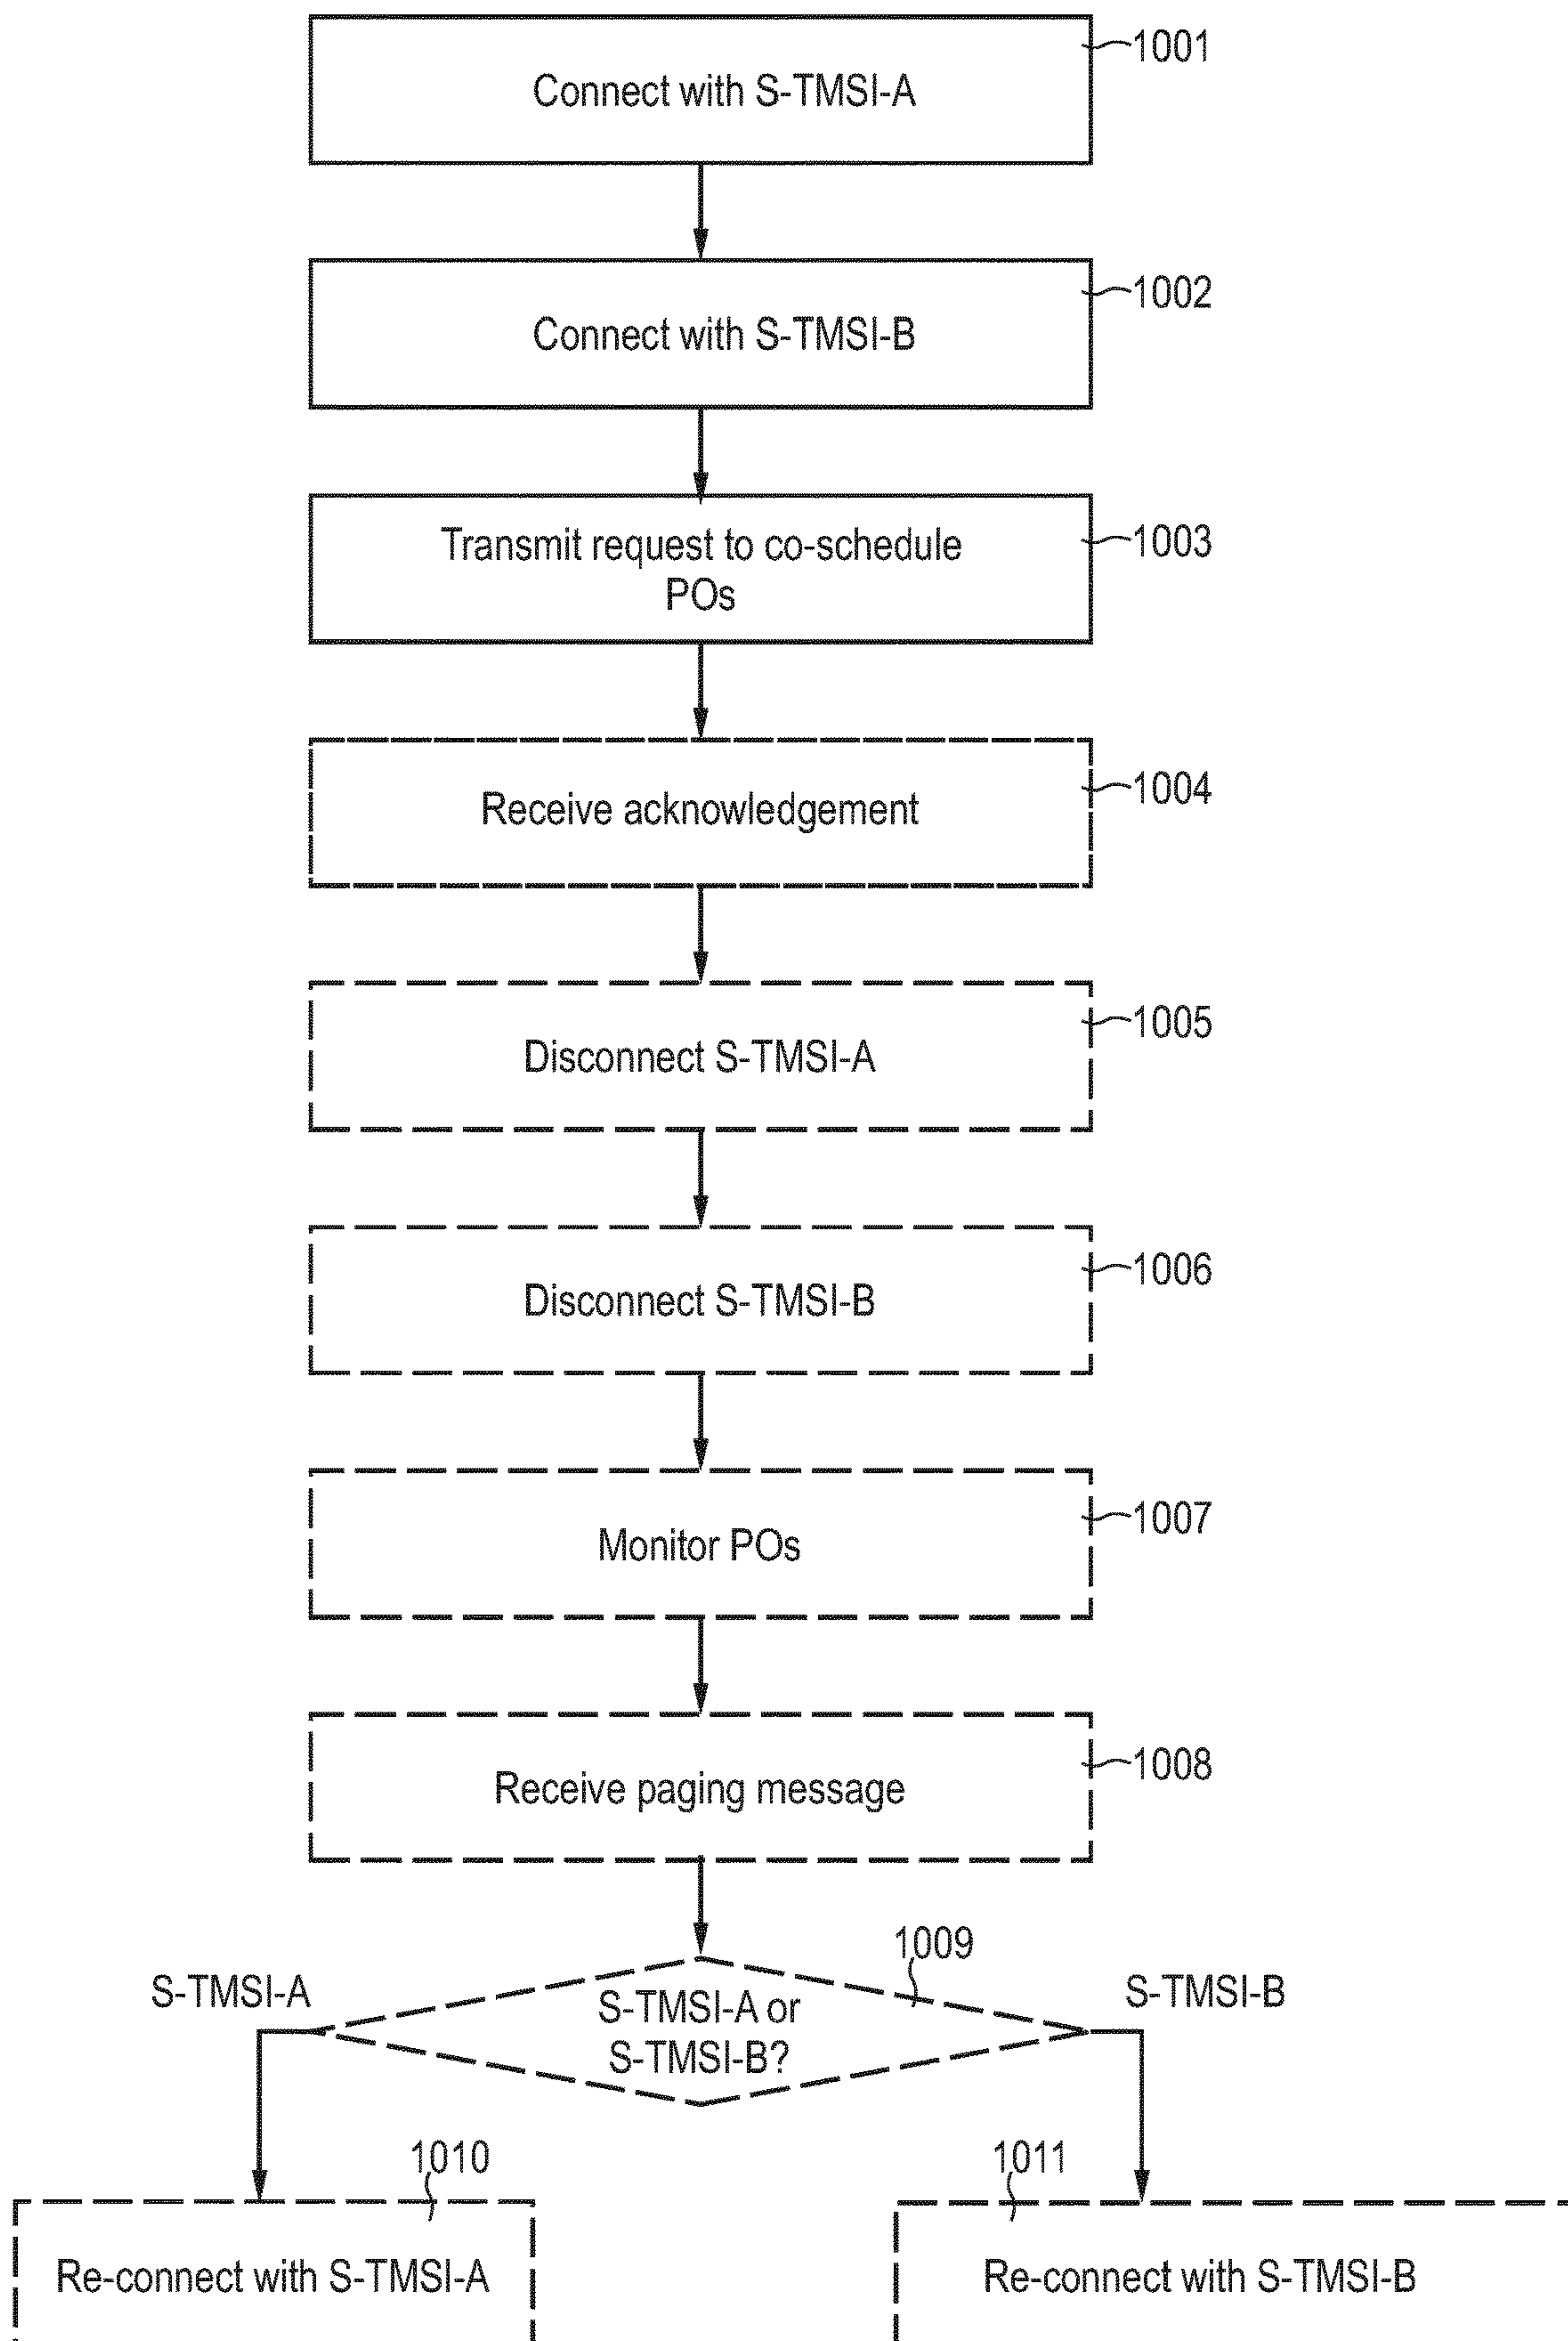 1001
Connect with S-TMSI-A
1002
Connect with S-TMSI-B
1003
Transmit request to co-schedule
POs
1004
Receive acknowledgement
1005
Disconnect S-TMSI-A
1006
Disconnect S-TMSI-B
1007
Monitor POs
1008
Receive paging message
1009
S-TMSI-A
S-TMSI-A or
S-TMSI-B?
S-TMSI-B
1010
1011
Re-connect with S-TMSI-A
Re-connect with S-TMSI-B